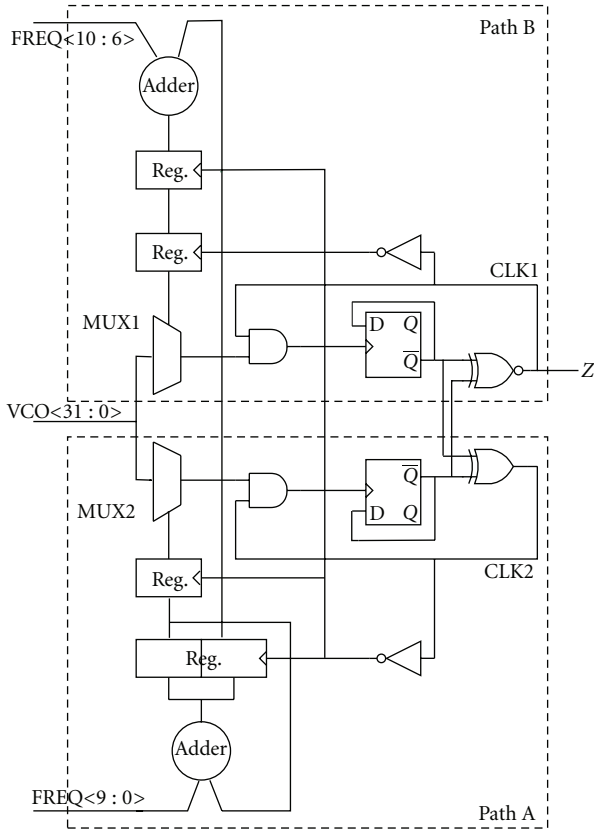 Path B
FREQ<10 : 6>
Adder
Reg.
Reg.
CLK1
MUX1
D Q
Q̅
Z
VCO<31 : 0>
Q̅
D Q
MUX2
CLK2
Reg.
Reg.
Adder
FREQ<9 : 0>
Path A